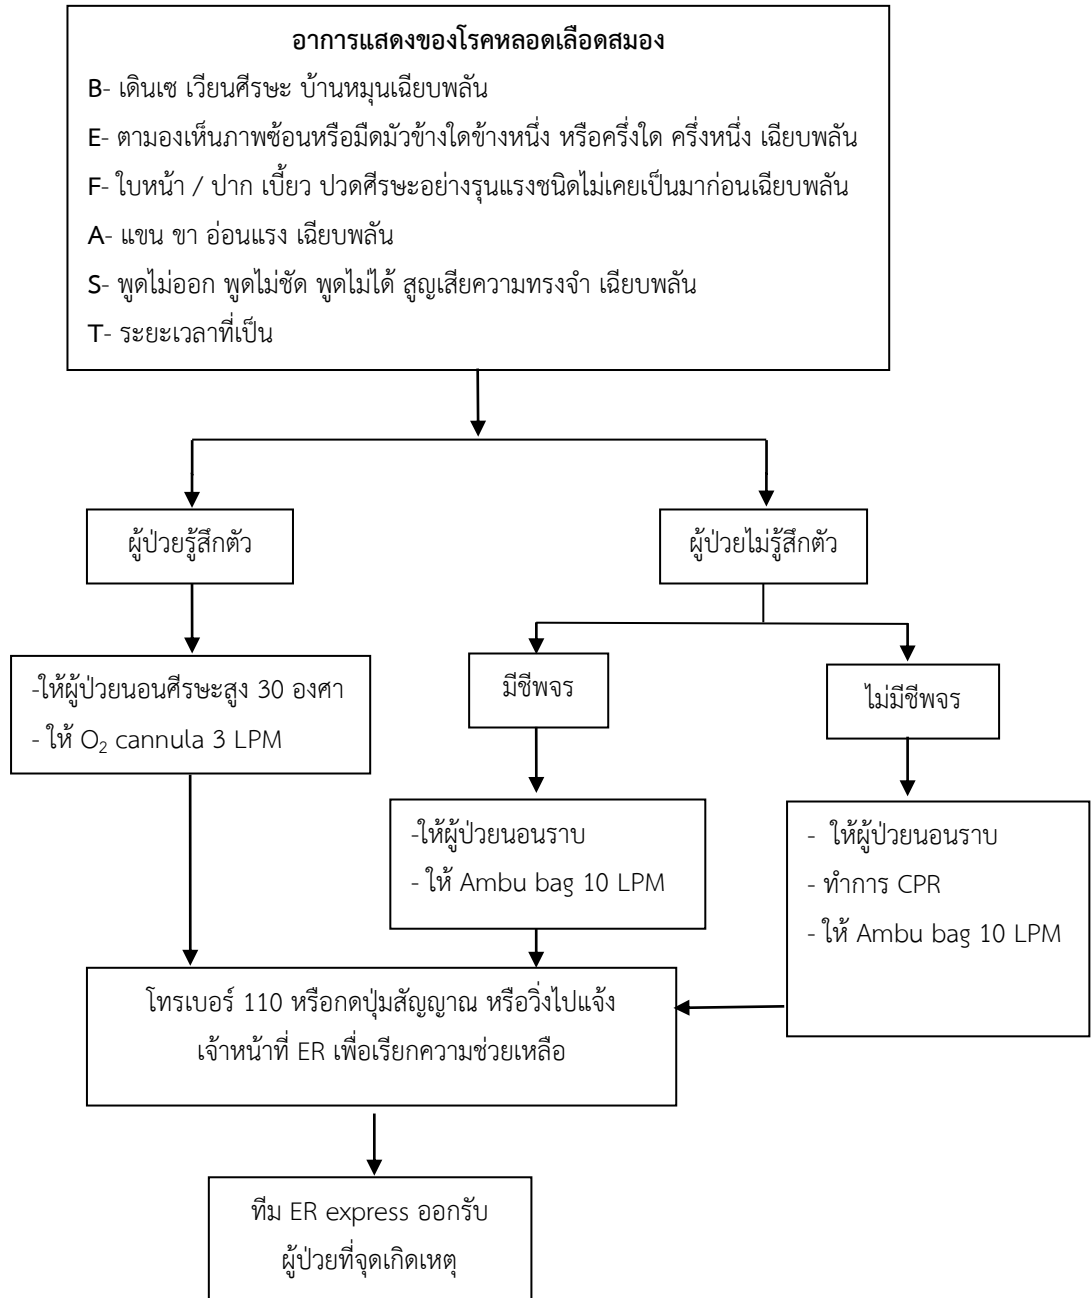 อาการแสดงของโรคหลอดเลือดสมอง
B- เดินเซ เวียนศีรษะ บ้านหมุนเฉียบพลัน
E- ตามองเห็นภาพซ้อนหรือมืดมัวข้างใดข้างหนึ่ง หรือครึ่งใด ครึ่งหนึ่ง เฉียบพลัน
F- ใบหน้า / ปาก เบี้ยว ปวดศีรษะอย่างรุนแรงชนิดไม่เคยเป็นมาก่อนเฉียบพลัน
A- แขน ขา อ่อนแรง เฉียบพลัน
S- พูดไม่ออก พูดไม่ชัด พูดไม่ได้ สูญเสียความทรงจำ เฉียบพลัน
T- ระยะเวลาที่เป็น
ผู้ป่วยรู้สึกตัว
ผู้ป่วยไม่รู้สึกตัว
-ให้ผู้ป่วยนอนศีรษะสูง 30 องศา
- ให้ O₂ cannula 3 LPM
มีชีพจร
ไม่มีชีพจร
-ให้ผู้ป่วยนอนราบ
- ให้ Ambu bag 10 LPM
- ให้ผู้ป่วยนอนราบ
- ทำการ CPR
- ให้ Ambu bag 10 LPM
โทรเบอร์ 110 หรือกดปุ่มสัญญาณ หรือวิ่งไปแจ้ง
เจ้าหน้าที่ ER เพื่อเรียกความช่วยเหลือ
ทีม ER express ออกรับ
ผู้ป่วยที่จุดเกิดเหตุ